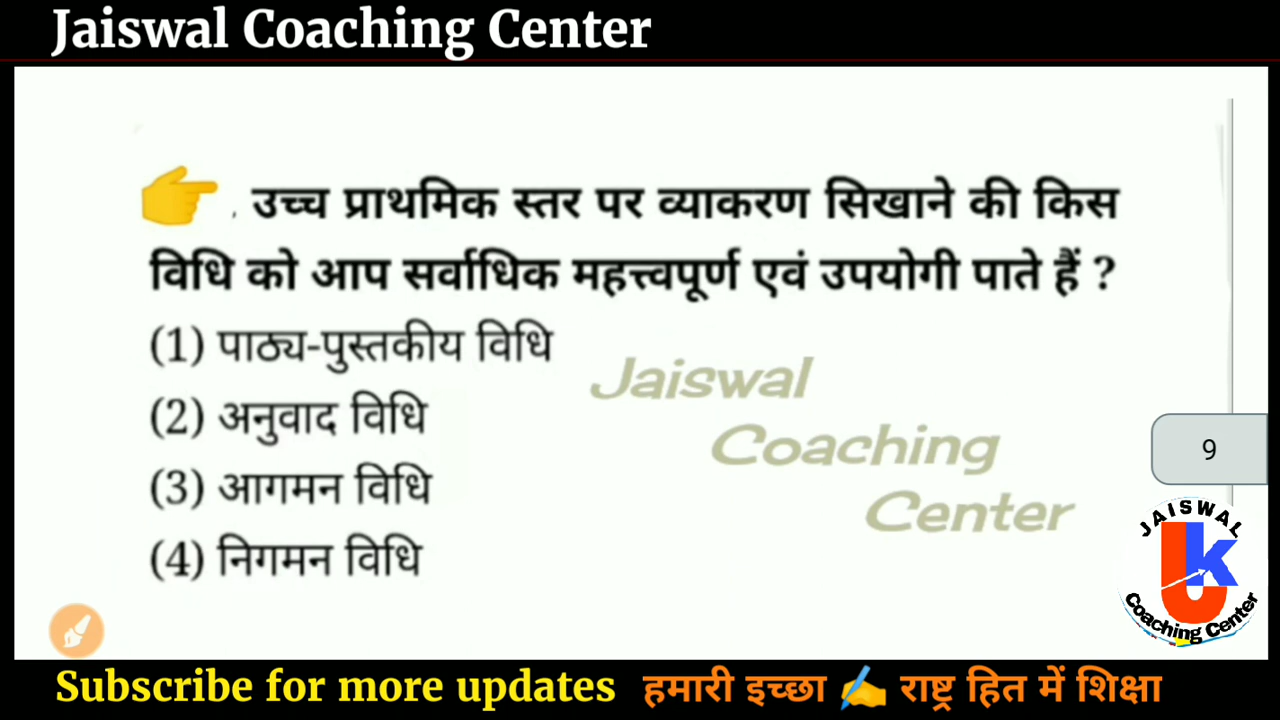 Jaiswal Coaching Center
👉 . उच्च प्राथमिक स्तर पर व्याकरण सिखाने की किस
विधि को आप सर्वाधिक महत्त्वपूर्ण एवं उपयोगी पाते हैं ?
(1) पाठ्य-पुस्तकीय विधि
(2) अनुवाद विधि
(3) आगमन विधि
(4) निगमन विधि
Jaiswal
Coaching
Center
9
JAISWAL
JK
Coaching Center
Subscribe for more updates हमारी इच्छा ✍ राष्ट्र हित में शिक्षा